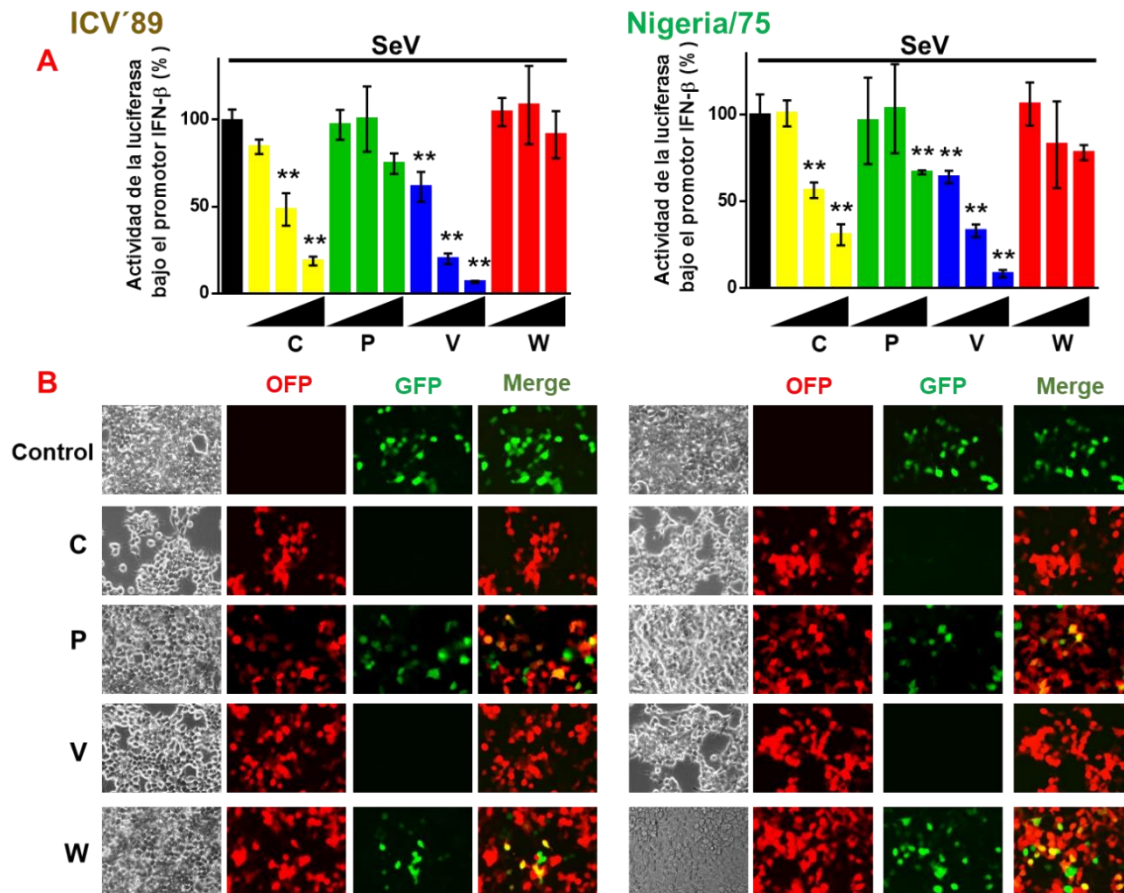 ICV´89
Nigeria/75
A
SeV
Actividad de la luciferasa
bajo el promotor IFN-β (%)
100
50
0
**
**
**
**
**
C P V W
SeV
Actividad de la luciferasa
bajo el promotor IFN-β (%)
100
50
0
**
**
**
**
**
**
C P V W
B
OFP GFP Merge
OFP GFP Merge
Control
C
P
V
W